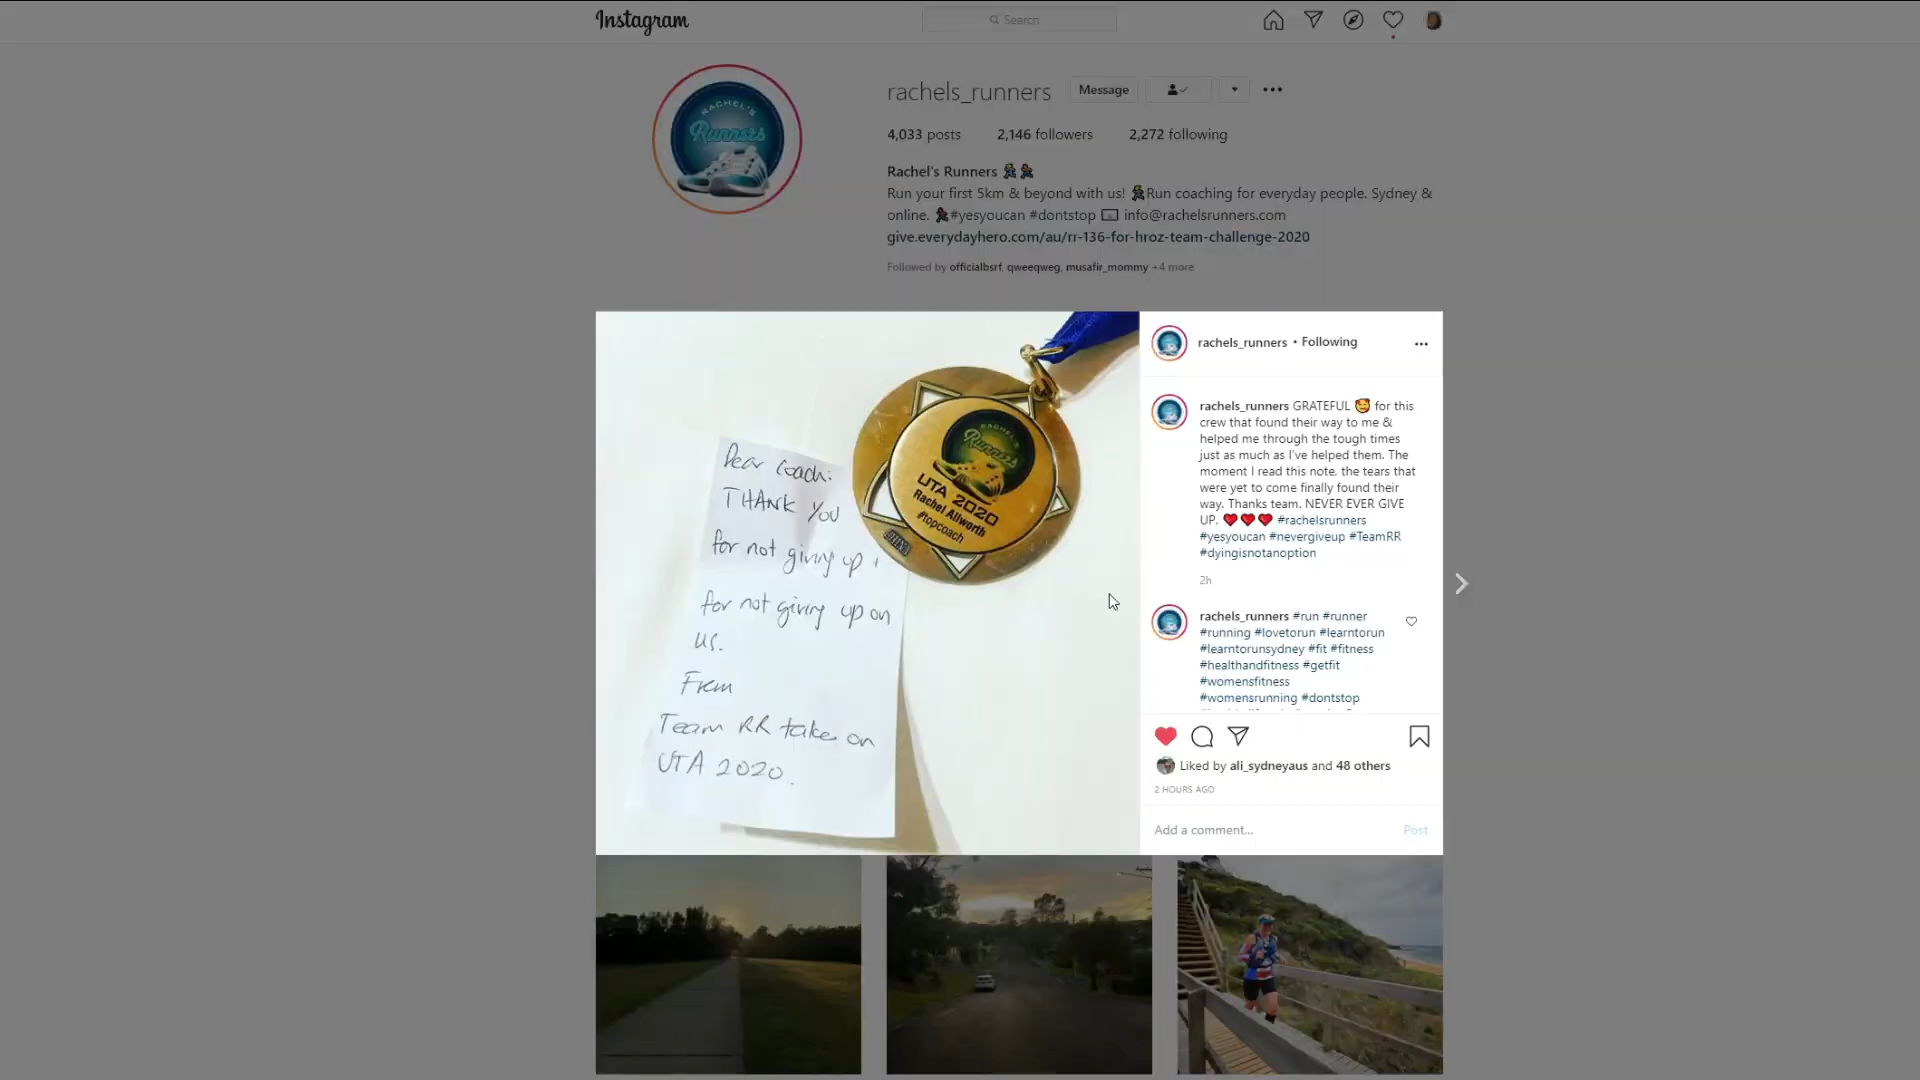 Instagram
Search
rachels_runners
Message
4,033 posts
2,146 followers
2,272 following
Rachel's Runners
Run your first 5km & beyond with us! Run coaching for everyday people. Sydney &
online. #yesyoucan #dontstop info@rachelsrunners.com
give.everydayhero.com/au/rr-136-for-hroz-team-challenge-2020
Followed by officialbsrf, qweeqweg, musafir_mommy +4 more
RACHEL'S
Runners
Dear Coach:
THANK YOU
for not giving up +
for not giving up on
us.
From
Team RR take on
UTA 2020.
RACHEL'S
Runners
UTA 2020
Rachel Allworth
#topcoach
rachels_runners • Following
rachels_runners GRATEFUL for this
crew that found their way to me &
helped me through the tough times
just as much as I've helped them. The
moment I read this note, the tears that
were yet to come finally found their
way. Thanks team. NEVER EVER GIVE
UP. #rachelsrunners
#yesyoucan #nevergiveup #TeamRR
#dyingisnotanoption
2h
rachels_runners #run #runner
#running #lovetorun #learntorun
#learntorunsydney #fit #fitness
#healthandfitness #getfit
#womensfitness
#womensrunning #dontstop
Liked by ali_sydneyaus and 48 others
2 HOURS AGO
Add a comment...
Post